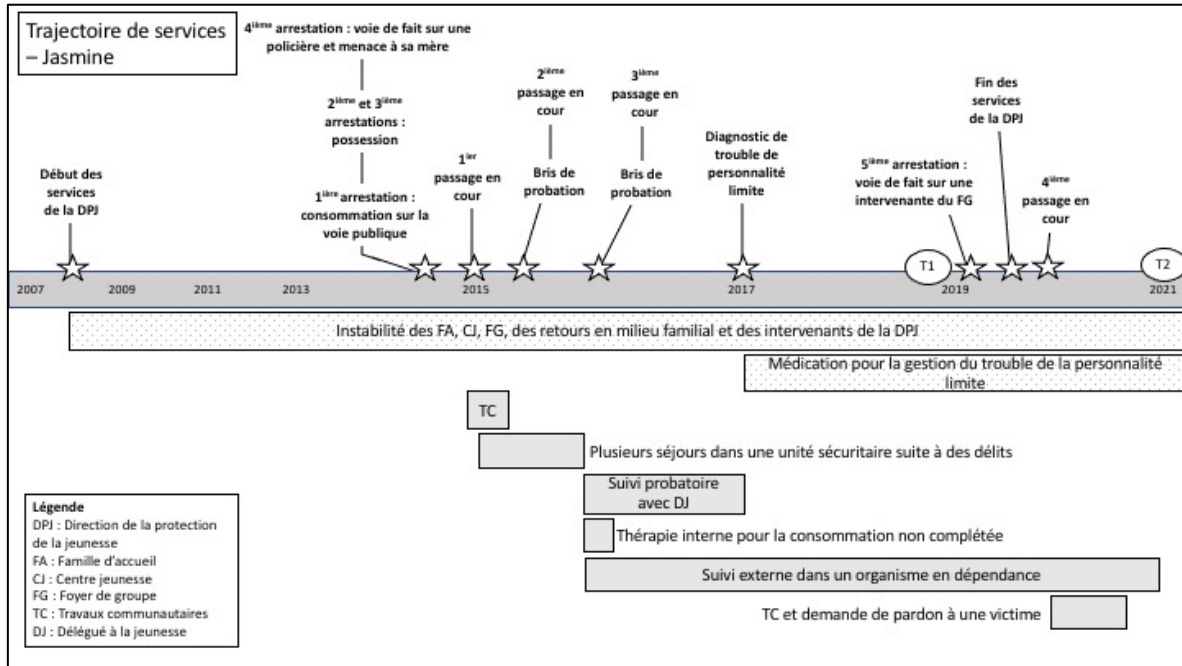 Trajectoire de services
– Jasmine
4ième arrestation : voie de fait sur une
policière et menace à sa mère
2ième et 3ième
arrestations :
possession
1ière arrestation :
consommation sur la
voie publique
Début des
services
de la DPJ
1ier
passage en
cour
2ième
passage en
cour
Bris de
probation
3ième
passage en
cour
Bris de
probation
Diagnostic de
trouble de
personnalité
limite
5ième arrestation :
voie de fait sur une
intervenante du FG
Fin des
services
de la DPJ
4ième
passage en
cour
T1
T2
2007 2009 2011 2013 2015 2017 2019 2021
Instabilité des FA, CJ, FG, des retours en milieu familial et des intervenants de la DPJ
Médication pour la gestion du trouble de la personnalité
limite
TC
Plusieurs séjours dans une unité sécuritaire suite à des délits
Suivi probatoire
avec DJ
Thérapie interne pour la consommation non complétée
Suivi externe dans un organisme en dépendance
TC et demande de pardon à une victime
Légende
DPJ : Direction de la protection
de la jeunesse
FA : Famille d'accueil
CJ : Centre jeunesse
FG : Foyer de groupe
TC : Travaux communautaires
DJ : Délégué à la jeunesse